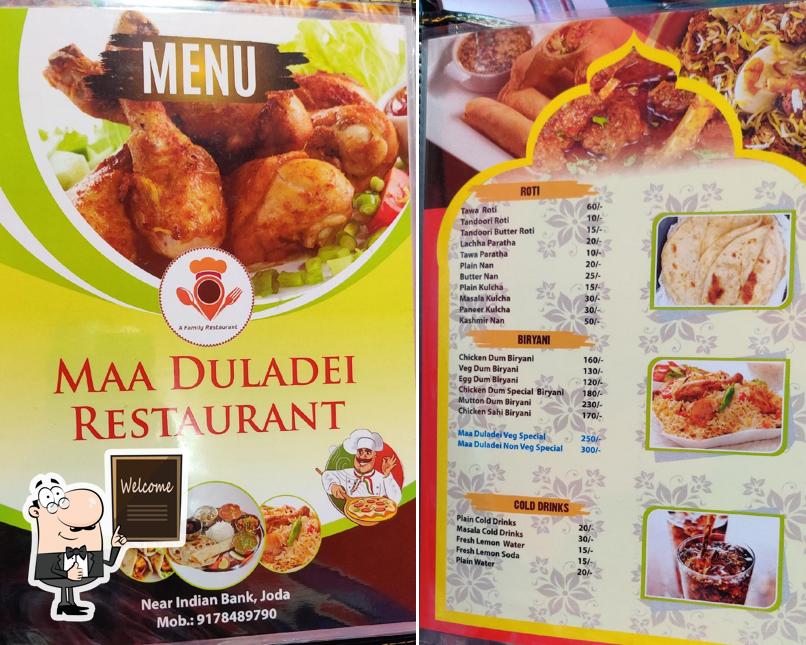 MENU
A Family Restaurant
MAA DULADEI
RESTAURANT
Welcome
Near Indian Bank, Joda
Mob.: 9178489790
ROTI
Tawa Roti 60/-
Tandoori Roti 10/-
Tandoori Butter Roti 15/-
Lachha Paratha 20/-
Tawa Paratha 10/-
Plain Nan 20/-
Butter Nan 25/-
Plain Kulcha 15/-
Masala Kulcha 30/-
Paneer Kulcha 30/-
Kashmir Nan 50/-
BIRYANI
Chicken Dum Biryani 160/-
Veg Dum Biryani 130/-
Egg Dum Biryani 120/-
Chicken Dum Special Biryani 180/-
Mutton Dum Biryani 230/-
Chicken Sahi Biryani 170/-
Maa Duladei Veg Special 250/-
Maa Duladei Non Veg Special 300/-
COLD DRINKS
Plain Cold Drinks 20/-
Masala Cold Drinks 30/-
Fresh Lemon Water 15/-
Fresh Lemon Soda 15/-
Plain Water 20/-